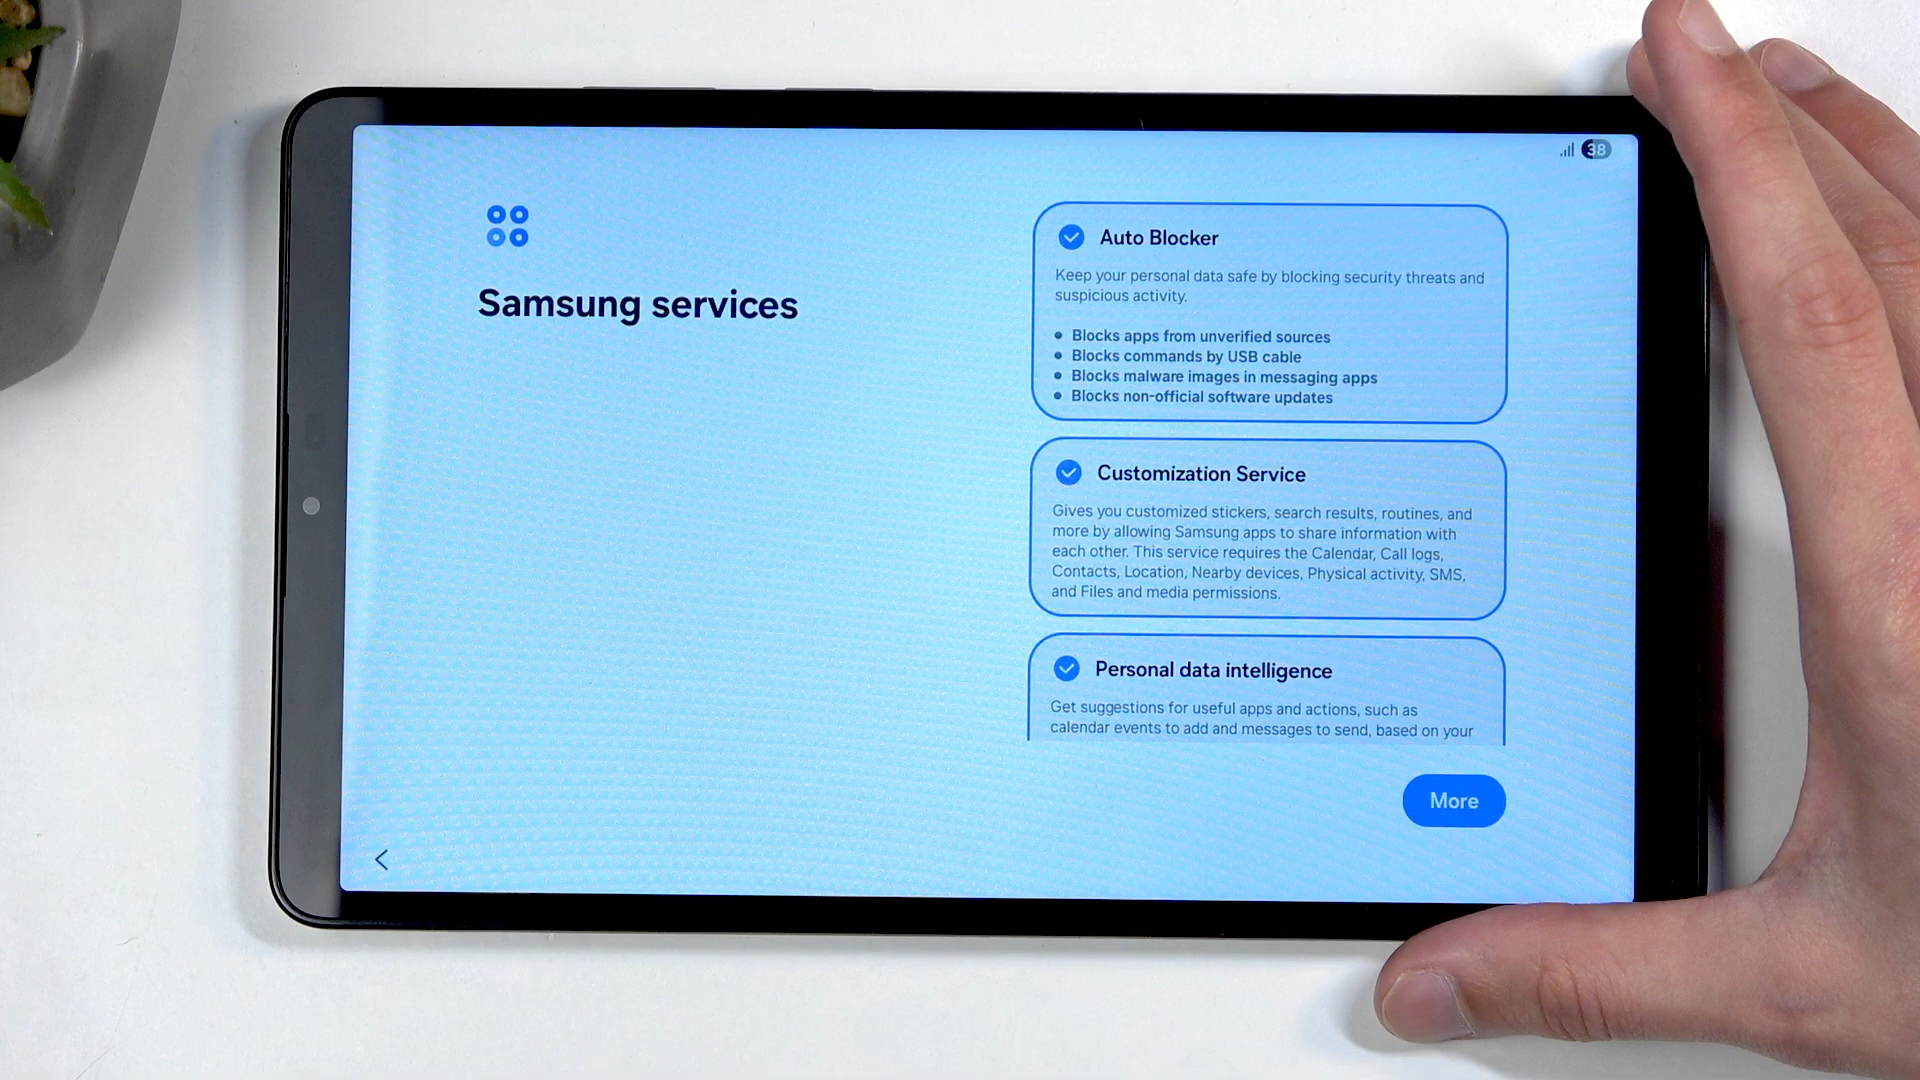 38
Samsung services
Auto Blocker
Keep your personal data safe by blocking security threats and
suspicious activity.
• Blocks apps from unverified sources
• Blocks commands by USB cable
• Blocks malware images in messaging apps
• Blocks non-official software updates
Customization Service
Gives you customized stickers, search results, routines, and
more by allowing Samsung apps to share information with
each other. This service requires the Calendar, Call logs,
Contacts, Location, Nearby devices, Physical activity, SMS,
and Files and media permissions.
Personal data intelligence
Get suggestions for useful apps and actions, such as
calendar events to add and messages to send, based on your
More